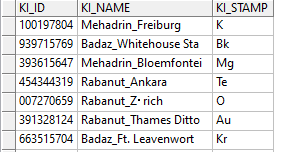 KI_ID KI_NAME KI_STAMP
100197804 Mehadrin_Freiburg K
939715769 Badaz_Whitehouse Sta Bk
393615647 Mehadrin_Bloemfontei Mg
454344319 Rabanut_Ankara Te
007270659 Rabanut_Z· rich O
391328124 Rabanut_Thames Ditto Au
663515704 Badaz_Ft. Leavenwort Kr